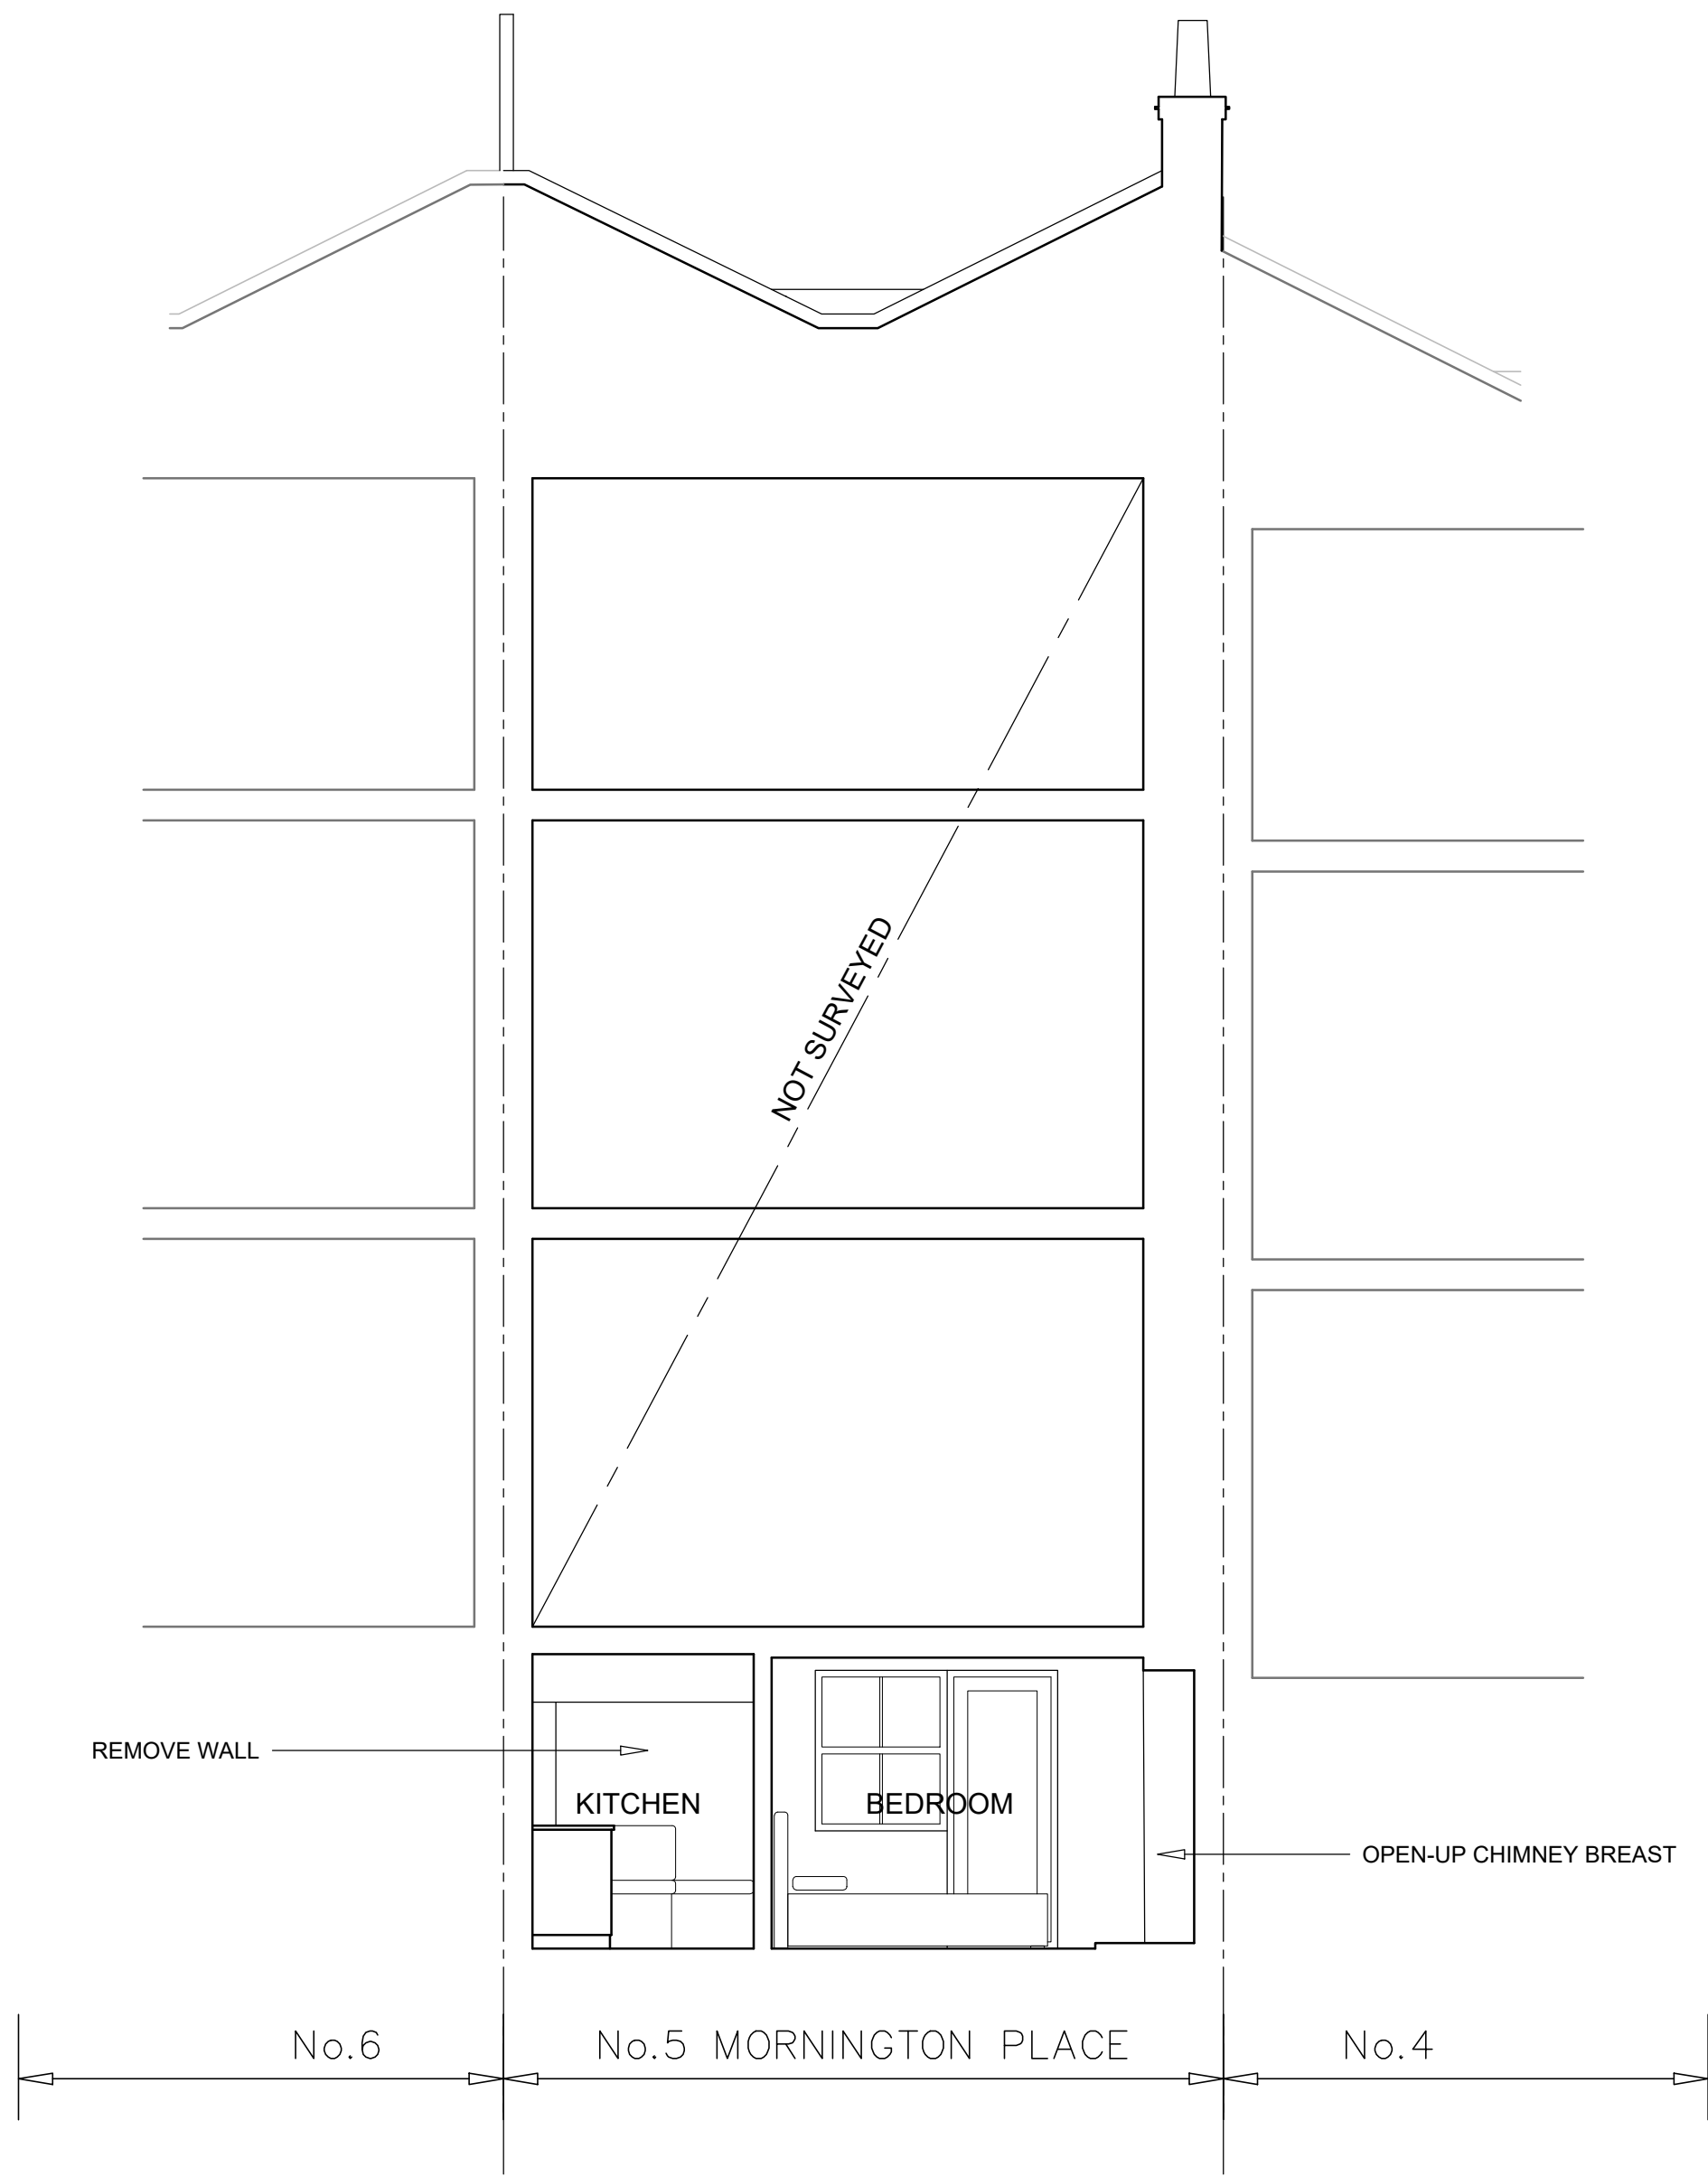 NOT SURVEYED
REMOVE WALL
KITCHEN
BEDROOM
OPEN-UP CHIMNEY BREAST
No.6
No.5 MORNINGTON PLACE
No.4